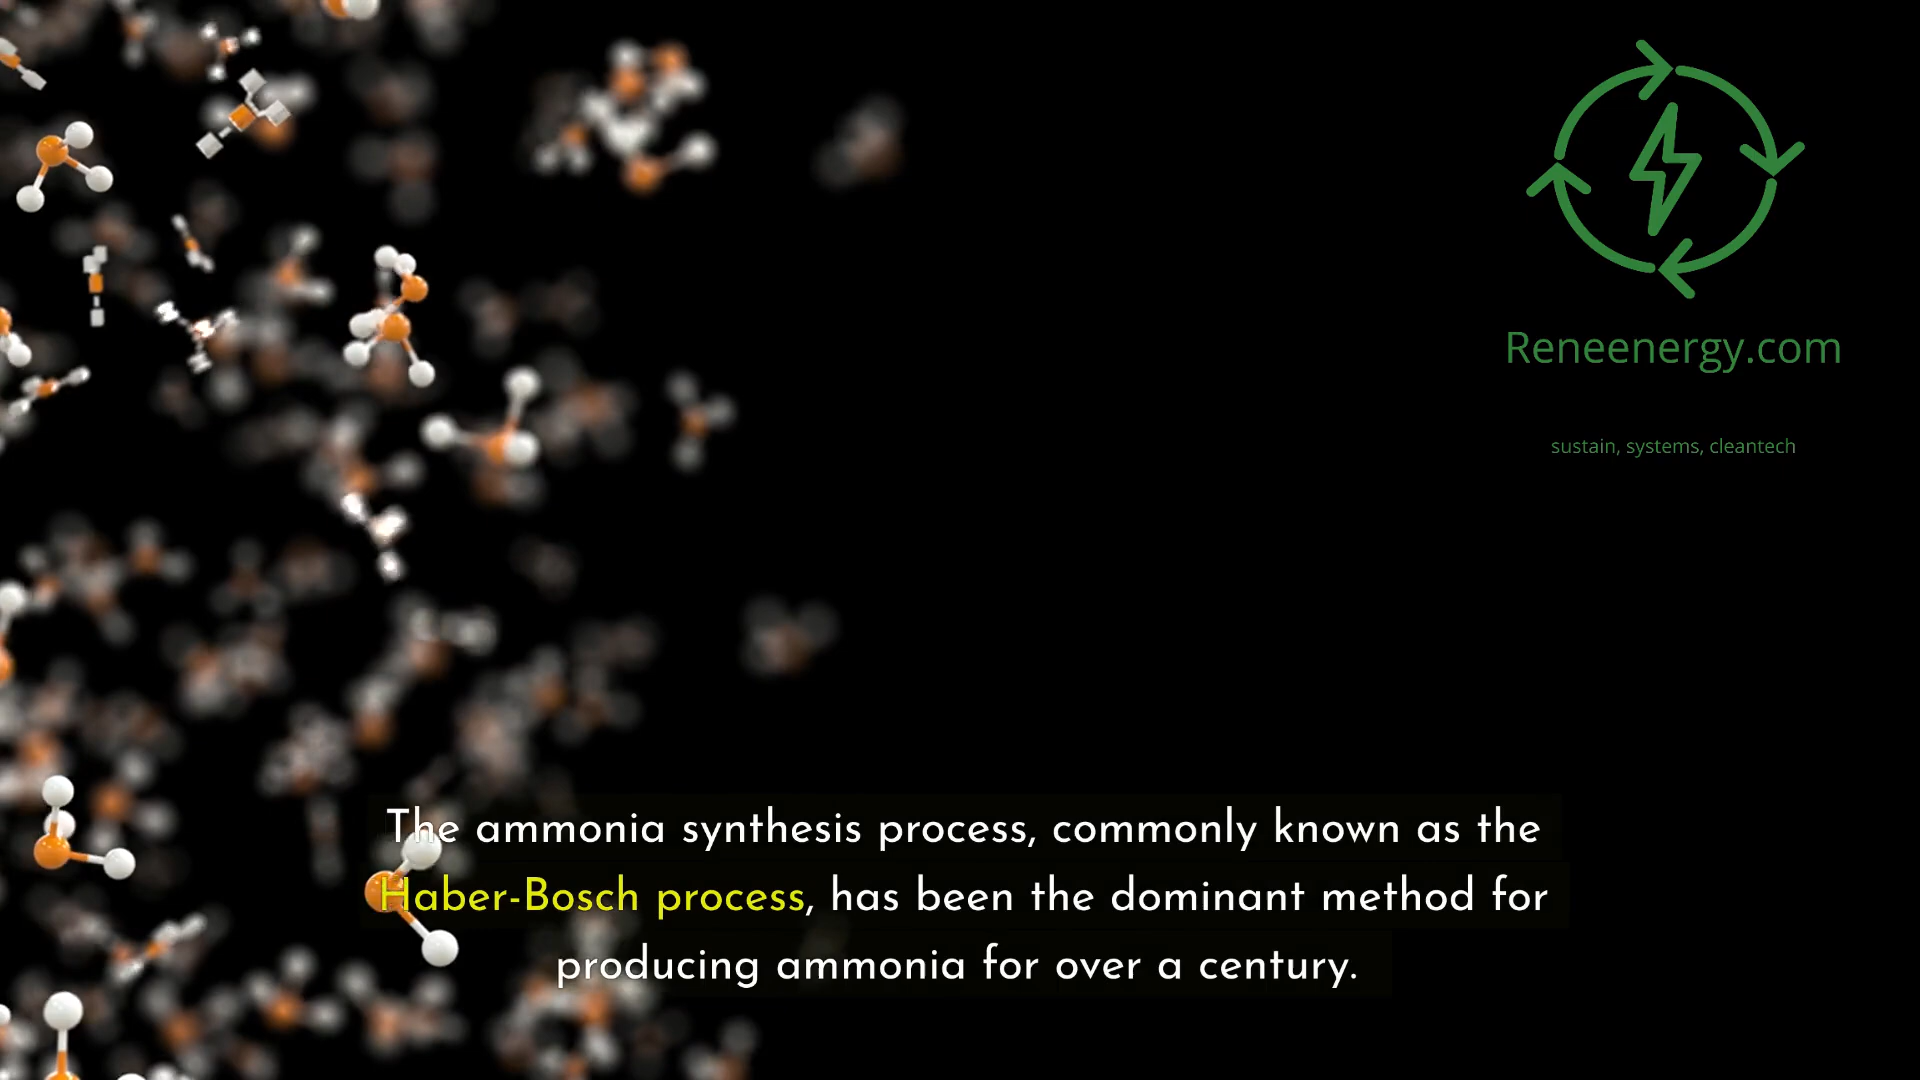 Reneenergy.com
sustain, systems, cleantech
The ammonia synthesis process, commonly known as the
Haber-Bosch process, has been the dominant method for
producing ammonia for over a century.